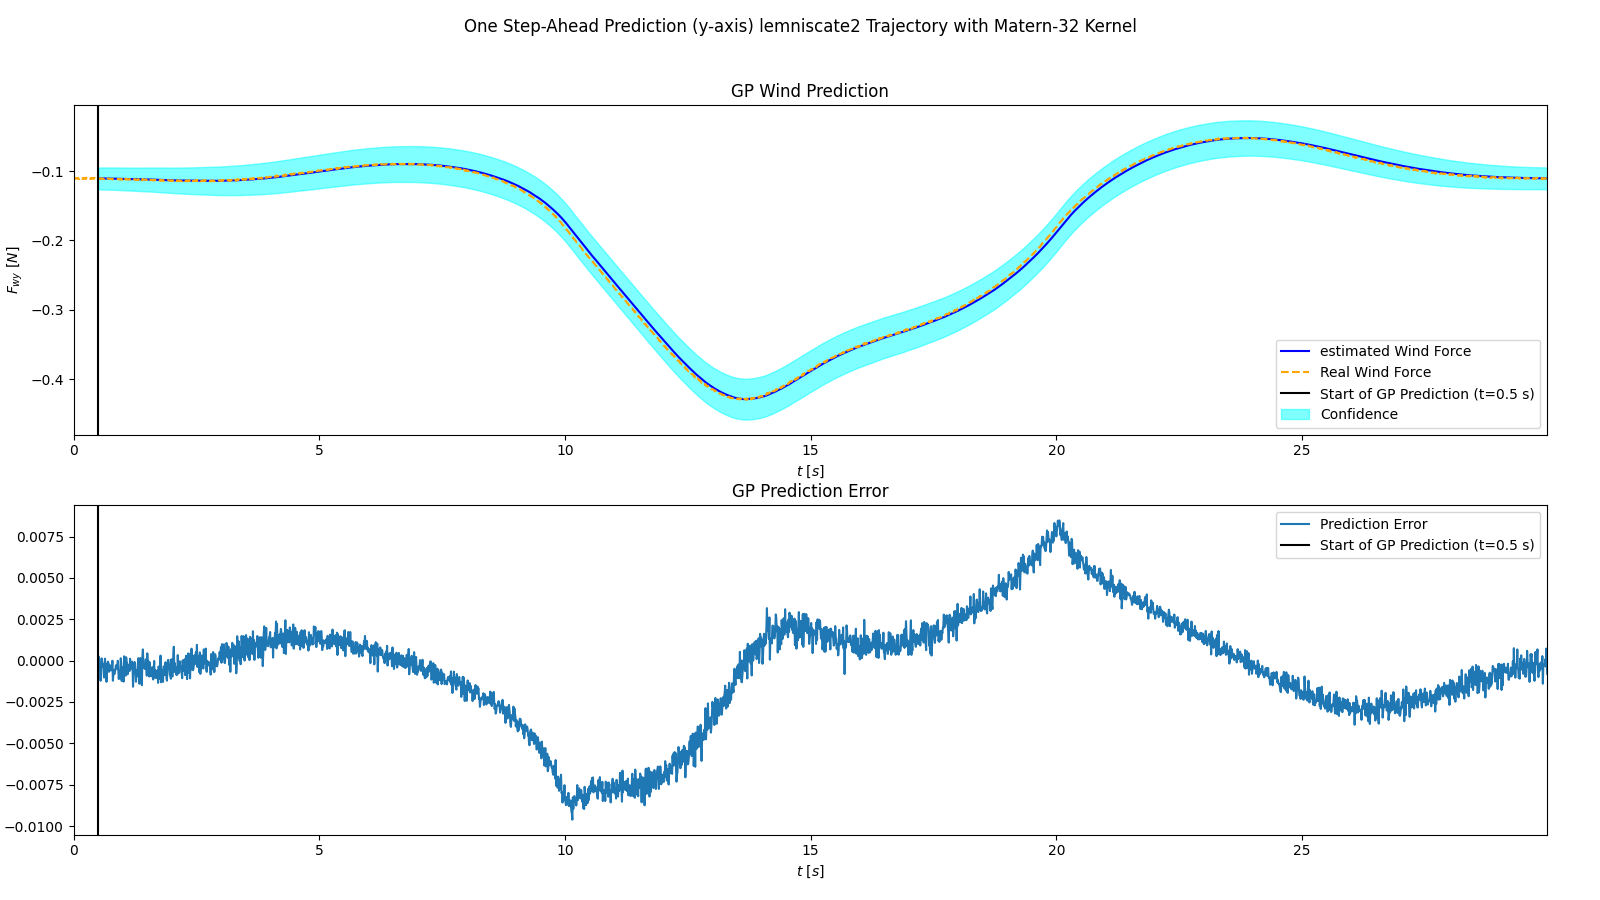 One Step-Ahead Prediction (y-axis) lemniscate2 Trajectory with Matern-32 Kernel
GP Wind Prediction
−0.1
−0.2
−0.3
−0.4
F_wy [N]
estimated Wind Force
Real Wind Force
Start of GP Prediction (t=0.5 s)
Confidence
0 5 10 15 20 25
t [s]
GP Prediction Error
0.0075
0.0050
0.0025
0.0000
−0.0025
−0.0050
−0.0075
−0.0100
Prediction Error
Start of GP Prediction (t=0.5 s)
0 5 10 15 20 25
t [s]